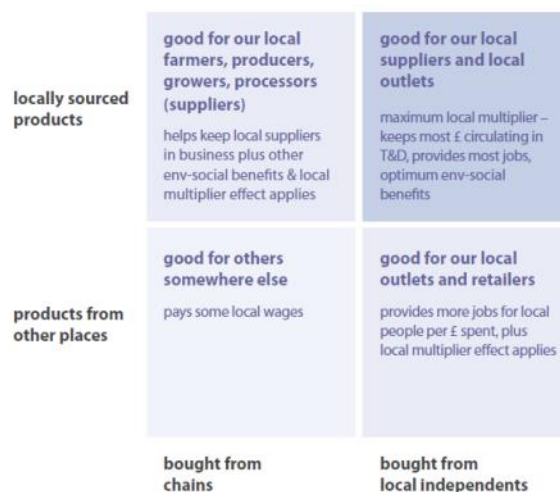 good for our local
farmers, producers,
growers, processors
(suppliers)
helps keep local suppliers
in business plus other
env-social benefits & local
multiplier effect applies
good for our local
suppliers and local
outlets
maximum local multiplier –
keeps most £ circulating in
T&D, provides most jobs,
optimum env-social
benefits
locally sourced
products
good for others
somewhere else
pays some local wages
good for our local
outlets and retailers
provides more jobs for local
people per £ spent, plus
local multiplier effect applies
products from
other places
bought from
chains
bought from
local independents